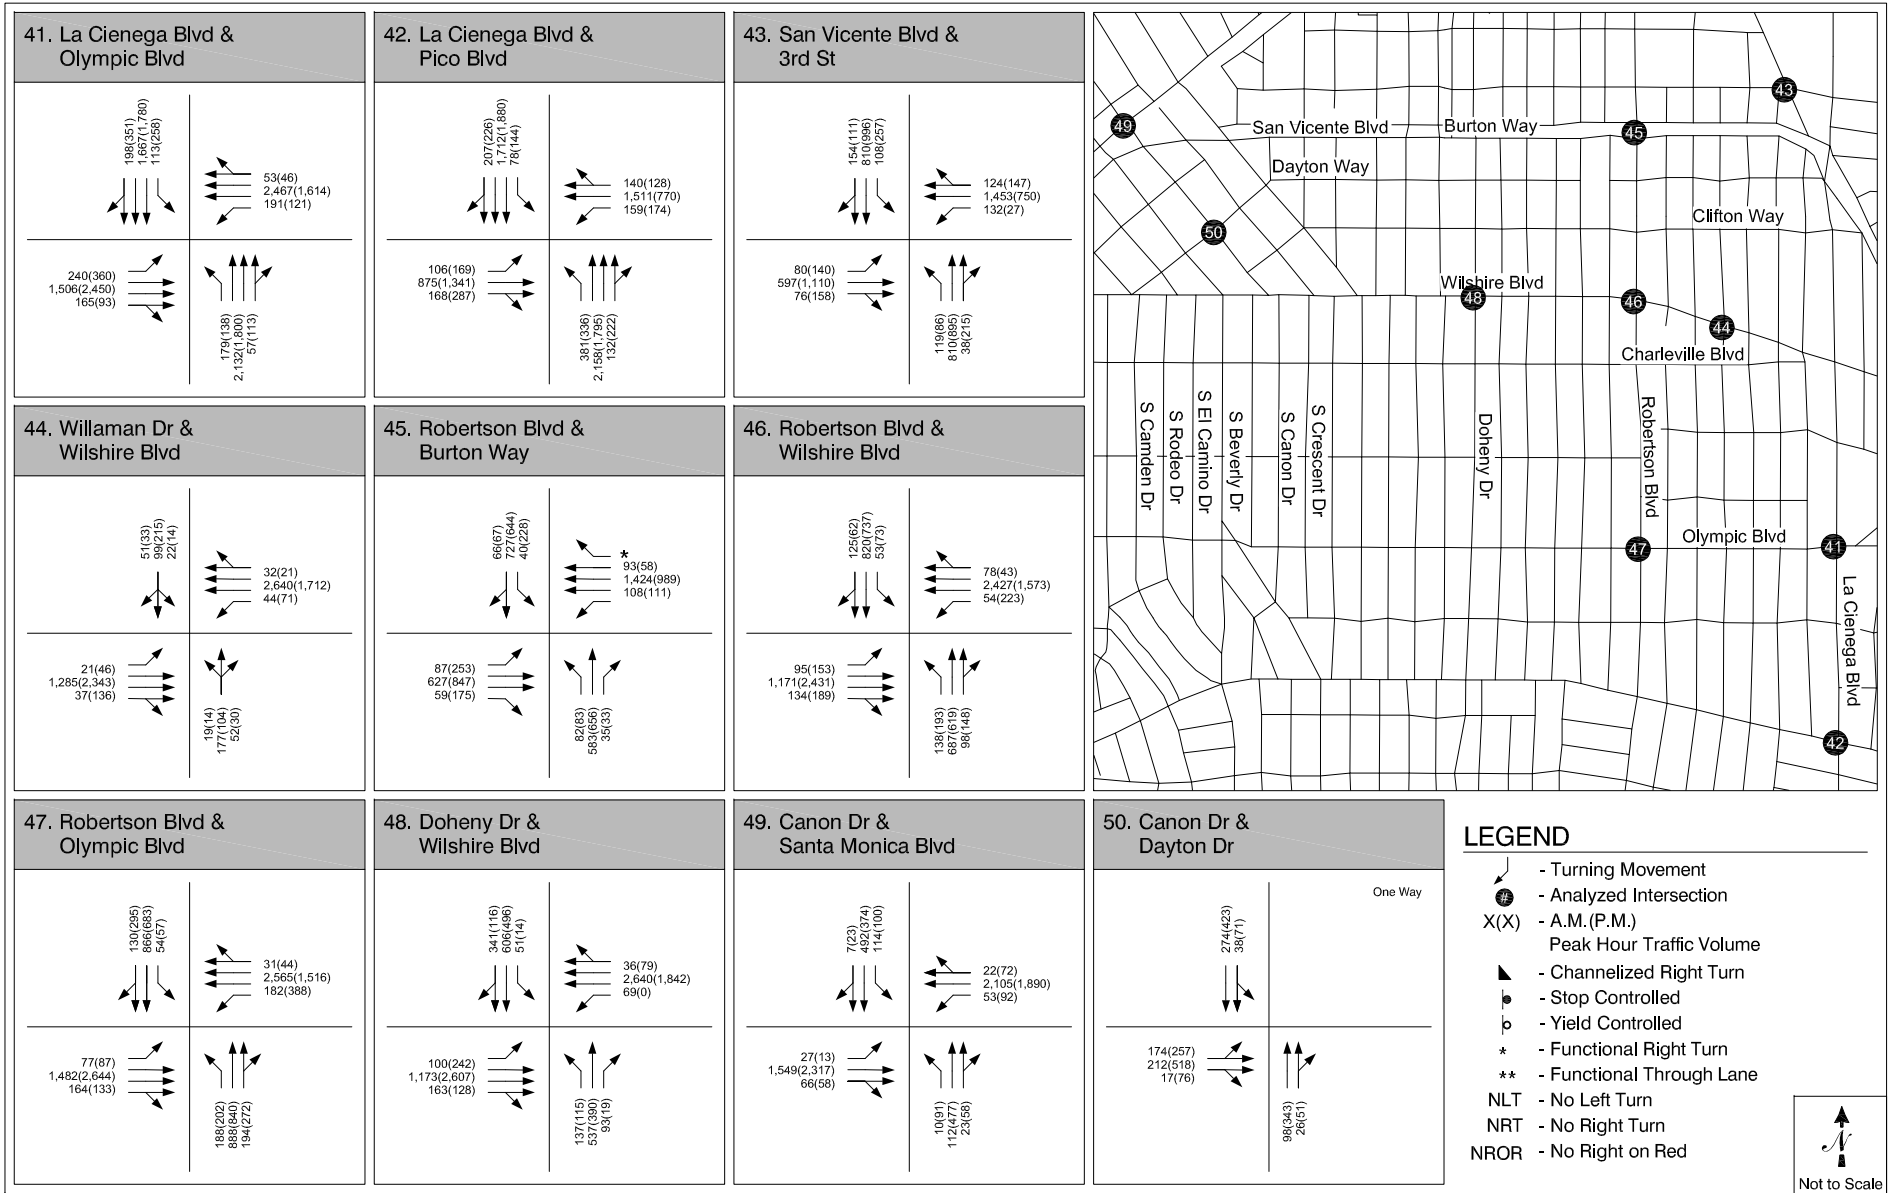 41. La Cienega Blvd &
Olympic Blvd
198(351)
1,667(1,780)
113(258)
53(46)
2,467(1,614)
191(121)
240(360)
1,506(2,450)
165(93)
179(138)
2,132(1,800)
57(113)
42. La Cienega Blvd &
Pico Blvd
207(226)
1,712(1,880)
78(144)
140(128)
1,511(770)
159(174)
106(169)
875(1,341)
168(287)
381(336)
2,158(1,795)
132(222)
43. San Vicente Blvd &
3rd St
154(111)
810(996)
108(257)
124(147)
1,453(750)
132(27)
80(140)
597(1,110)
76(158)
119(86)
810(895)
38(215)
44. Willaman Dr &
Wilshire Blvd
51(33)
99(215)
22(14)
32(21)
2,640(1,712)
44(71)
21(46)
1,285(2,343)
37(136)
19(14)
177(104)
52(30)
45. Robertson Blvd &
Burton Way
66(67)
727(644)
40(228)
*
93(58)
1,424(989)
108(111)
87(253)
627(847)
59(175)
82(83)
583(656)
35(33)
46. Robertson Blvd &
Wilshire Blvd
125(62)
820(737)
53(73)
78(43)
2,427(1,573)
54(223)
95(153)
1,171(2,431)
134(189)
138(193)
687(619)
98(148)
47. Robertson Blvd &
Olympic Blvd
130(295)
866(683)
54(57)
31(44)
2,565(1,516)
182(388)
77(87)
1,482(2,644)
164(133)
188(202)
888(840)
194(272)
48. Doheny Dr &
Wilshire Blvd
341(116)
606(496)
51(14)
36(79)
2,640(1,842)
69(0)
100(242)
1,173(2,607)
163(128)
137(115)
537(390)
93(19)
49. Canon Dr &
Santa Monica Blvd
7(23)
492(374)
114(100)
22(72)
2,105(1,890)
53(92)
27(13)
1,549(2,317)
66(58)
10(91)
112(477)
23(58)
50. Canon Dr &
Dayton Dr
One Way
274(423)
38(71)
174(257)
212(518)
17(76)
98(343)
26(51)
43
49
San Vicente Blvd
Burton Way
45
Dayton Way
Clifton Way
50
Wilshire Blvd
48
46
44
Charleville Blvd
S Camden Dr
S Rodeo Dr
S El Camino Dr
S Beverly Dr
S Canon Dr
S Crescent Dr
Doheny Dr
Robertson Blvd
Olympic Blvd
47
41
La Cienega Blvd
42
LEGEND
- Turning Movement
# - Analyzed Intersection
X(X) - A.M.(P.M.)
Peak Hour Traffic Volume
- Channelized Right Turn
- Stop Controlled
- Yield Controlled
* - Functional Right Turn
** - Functional Through Lane
NLT - No Left Turn
NRT - No Right Turn
NROR - No Right on Red
N
Not to Scale